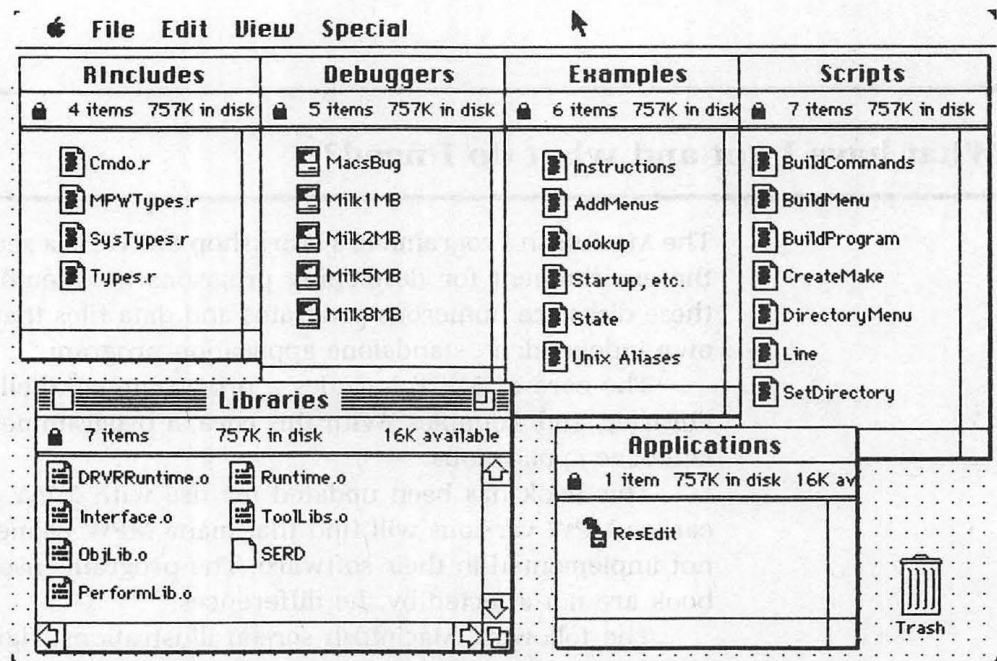 File Edit View Special
RIncludes
4 items 757K in disk
Cmdo.r
MPWTypes.r
SysTypes.r
Types.r
Debuggers
5 items 757K in disk
MacsBug
Milk1MB
Milk2MB
Milk5MB
Milk8MB
Examples
6 items 757K in disk
Instructions
AddMenus
Lookup
Startup, etc.
State
Unix Aliases
Scripts
7 items 757K in disk
BuildCommands
BuildMenu
BuildProgram
CreateMake
DirectoryMenu
Line
SetDirectory
Libraries
7 items 757K in disk 16K available
DRVRRuntime.o
Interface.o
ObjLib.o
PerformLib.o
Runtime.o
ToolLibs
SERD
Applications
1 item 757K in disk 16K av
ResEdit
Trash